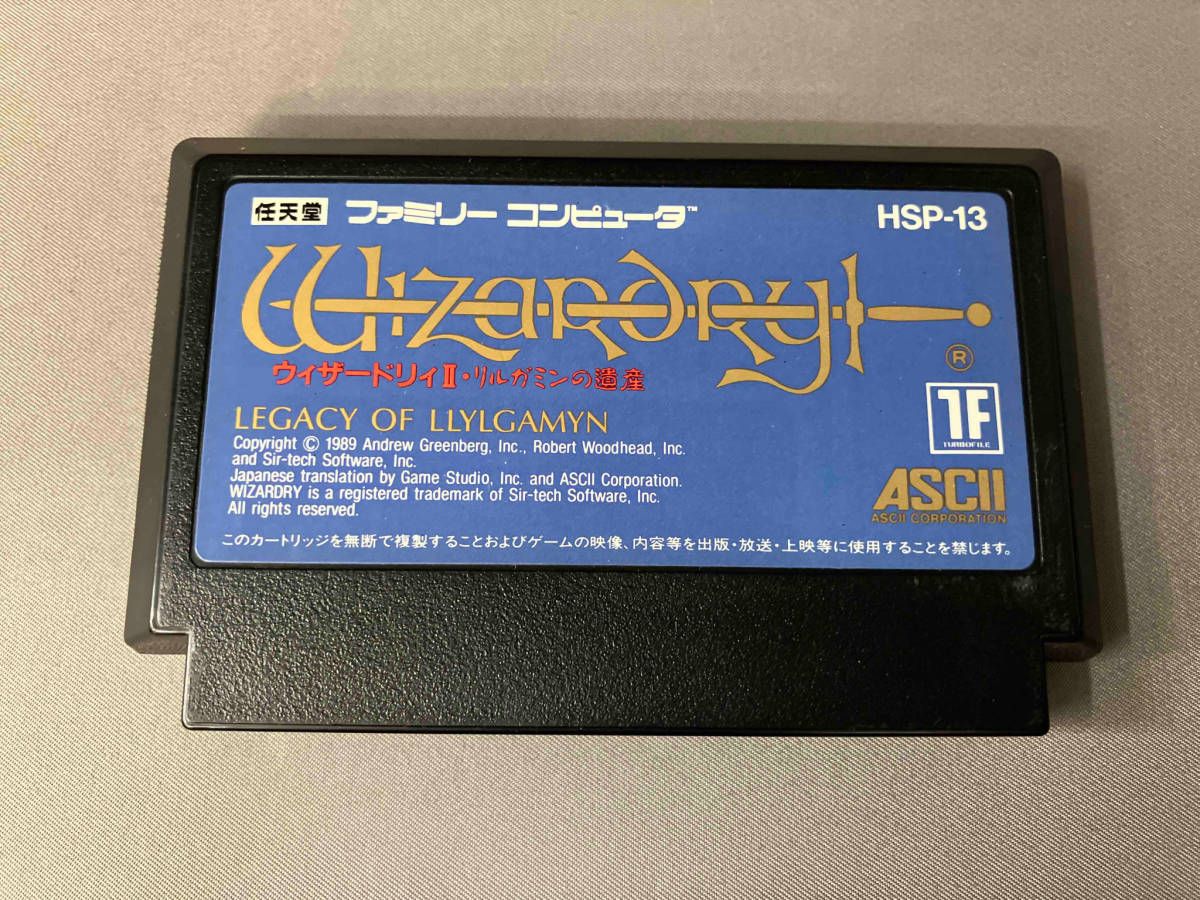 任天堂 ファミリー コンピュータ™ HSP-13
Wizardry
®
ウィザードリィⅡ・リルガミンの遺産
LEGACY OF LLYLGAMYN
Copyright © 1989 Andrew Greenberg, Inc., Robert Woodhead, Inc.
and Sir-tech Software, Inc.
Japanese translation by Game Studio, Inc. and ASCII Corporation.
WIZARDRY is a registered trademark of Sir-tech Software, Inc.
All rights reserved.
TF
TURBOFILE
ASCII
ASCII CORPORATION
このカートリッジを無断で複製することおよびゲームの映像、内容等を出版・放送・上映等に使用することを禁じます。